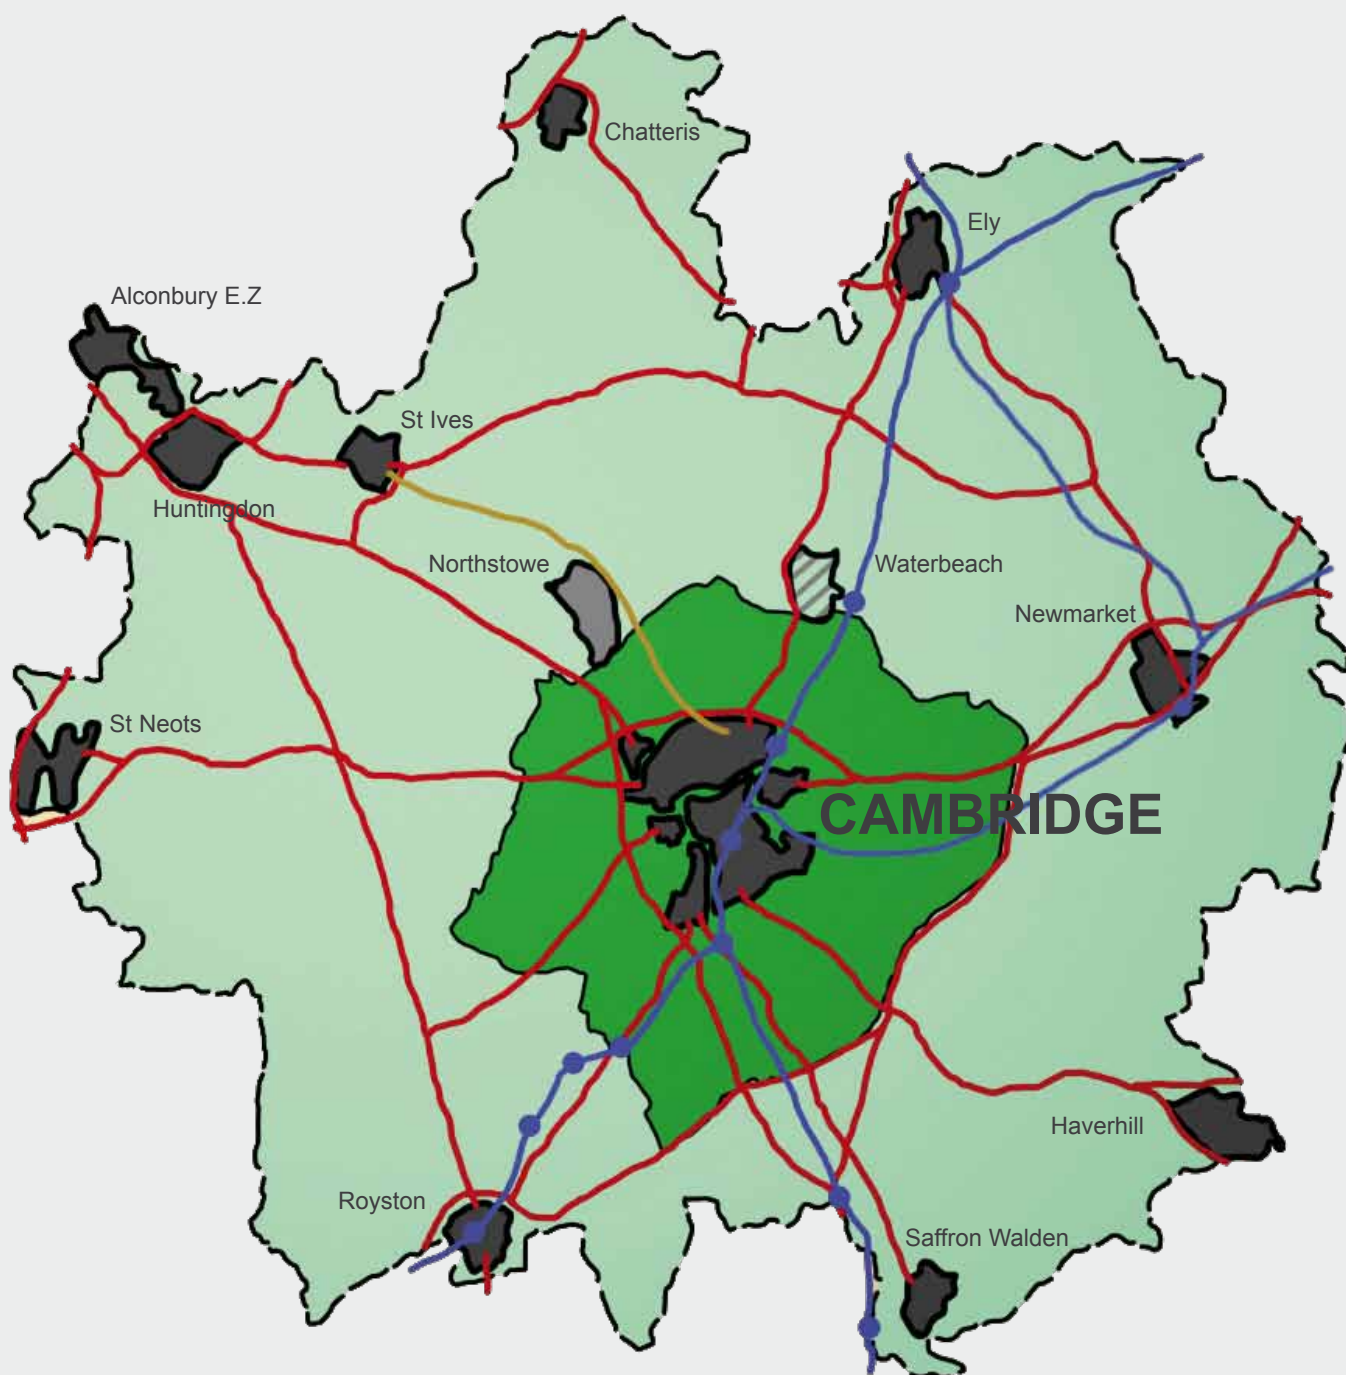 Chatteris
Ely
Alconbury E.Z
St Ives
Huntingdon
Northstowe
Waterbeach
Newmarket
St Neots
CAMBRIDGE
Haverhill
Royston
Saffron Walden